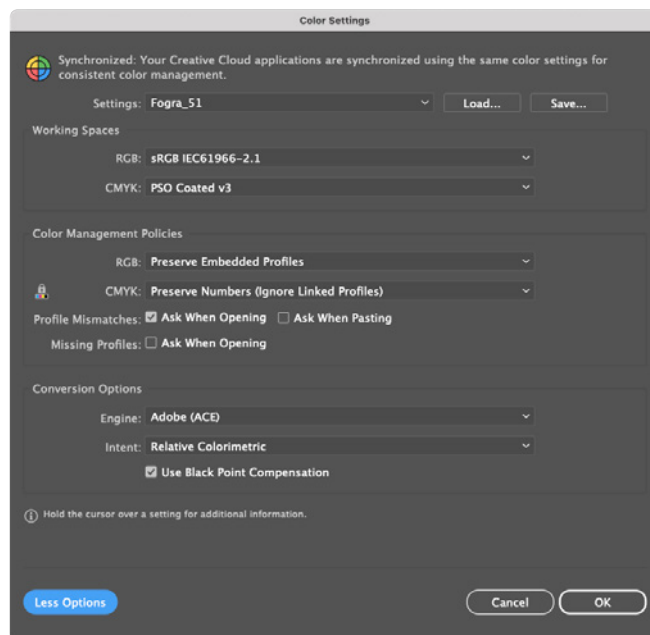 Color Settings
Synchronized: Your Creative Cloud applications are synchronized using the same color settings for
consistent color management.
Settings: Fogra_51 Load... Save...
Working Spaces
RGB: sRGB IEC61966-2.1
CMYK: PSO Coated v3
Color Management Policies
RGB: Preserve Embedded Profiles
CMYK: Preserve Numbers (Ignore Linked Profiles)
Profile Mismatches: Ask When Opening Ask When Pasting
Missing Profiles: Ask When Opening
Conversion Options
Engine: Adobe (ACE)
Intent: Relative Colorimetric
Use Black Point Compensation
Hold the cursor over a setting for additional information.
Less Options Cancel OK